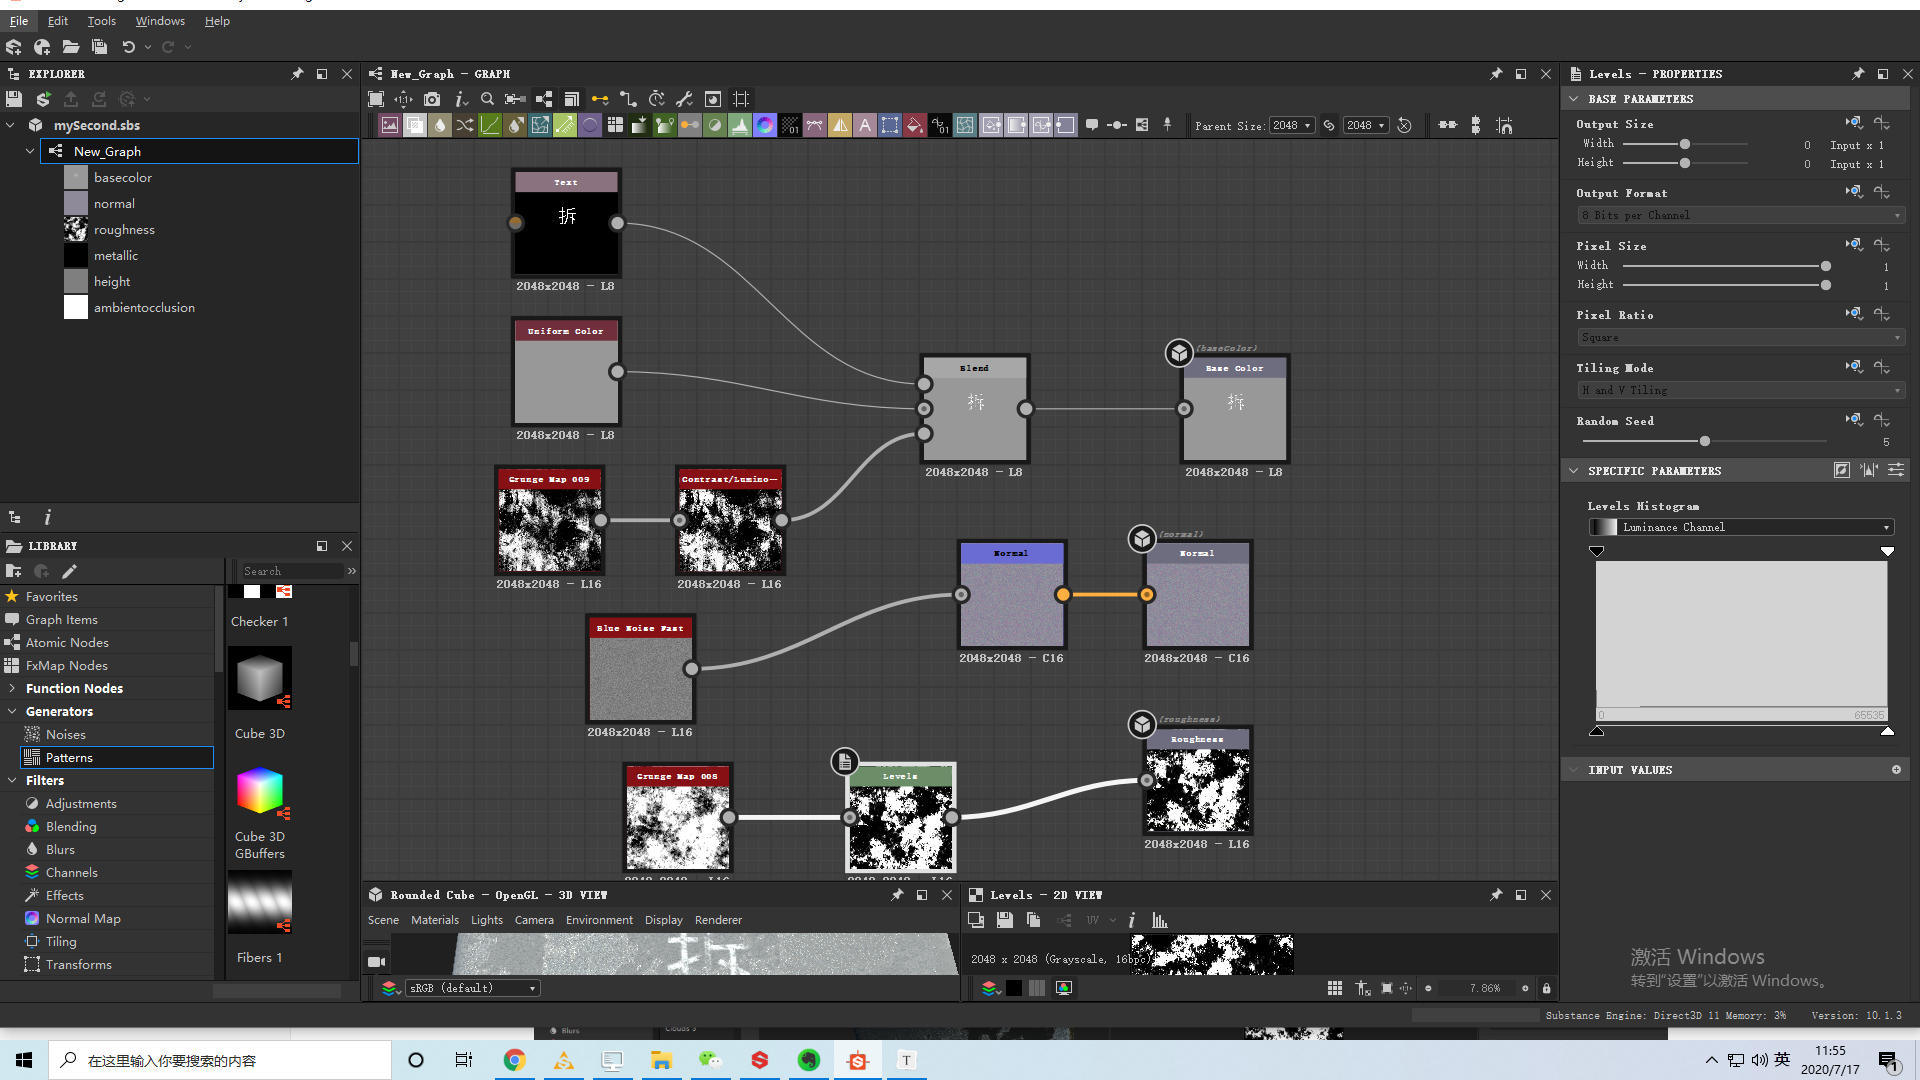 File Edit Tools Windows Help
EXPLORER
mySecond.sbs
New_Graph
basecolor
normal
roughness
metallic
height
ambientocclusion
LIBRARY
Search
Favorites
Graph Items
Atomic Nodes
FxMap Nodes
Function Nodes
Generators
Noises
Patterns
Filters
Adjustments
Blending
Blurs
Channels
Effects
Normal Map
Tiling
Transforms
Checker 1
Cube 3D
Cube 3D
GBuffers
Fibers 1
New_Graph - GRAPH
Parent Size: 2048 2048
Text
拆
2048x2048 - L8
Uniform Color
2048x2048 - L8
Blend
拆
2048x2048 - L8
(baseColor)
Base Color
拆
2048x2048 - L8
Grunge Map 009
2048x2048 - L16
Contrast/Lumino—
2048x2048 - L16
Normal
2048x2048 - C16
(normal)
Normal
2048x2048 - C16
Blue Noise Fast
2048x2048 - L16
(roughness)
Roughness
2048x2048 - L16
Grunge Map 008
Levels
Rounded Cube - OpenGL - 3D VIEW
Scene Materials Lights Camera Environment Display Renderer
sRGB (default)
Levels - 2D VIEW
UV
2048 x 2048 (Grayscale, 16bpc)
7.86%
Levels - PROPERTIES
BASE PARAMETERS
Output Size
Width 0 Input x 1
Height 0 Input x 1
Output Format
8 Bits per Channel
Pixel Size
Width 1
Height 1
Pixel Ratio
Square
Tiling Mode
H and V Tiling
Random Seed
5
SPECIFIC PARAMETERS
Levels Histogram
Luminance Channel
0 65535
INPUT VALUES
激活 Windows
转到“设置”以激活 Windows。
Substance Engine: Direct3D 11 Memory: 3% Version: 10.1.3
Blurs
在这里输入你要搜索的内容
英
11:55
2020/7/17
1